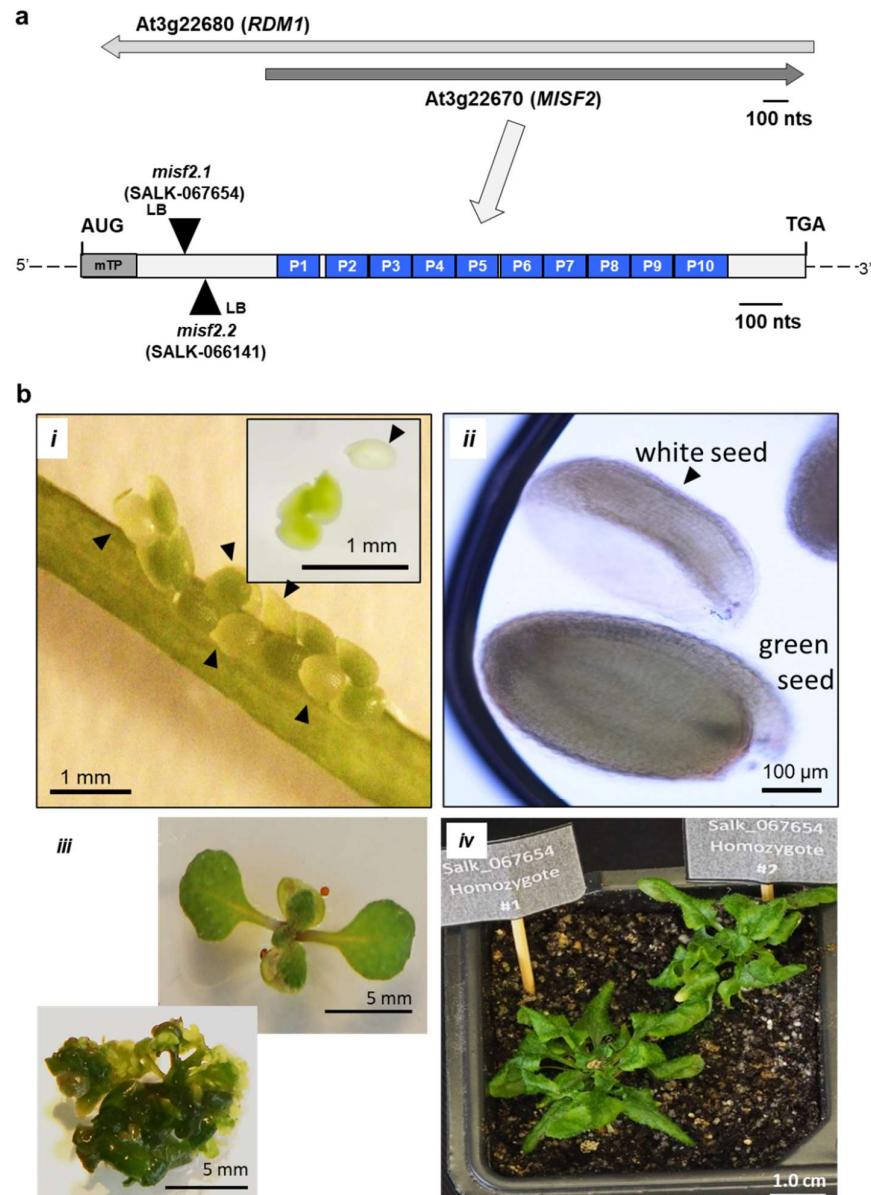 a
At3g22680 (RDM1)
At3g22670 (MISF2)
100 nts
misf2.1
(SALK-067654)
LB
AUG
TGA
5'
mTP
P1 P2 P3 P4 P5 P6 P7 P8 P9 P10
3'
LB
misf2.2
(SALK-066141)
100 nts
b
i
1 mm
1 mm
ii
white seed
green
seed
100 µm
iii
5 mm
5 mm
iv
Salk_067654
Homozygote
#1
Salk_067654
Homozygote
#2
1.0 cm